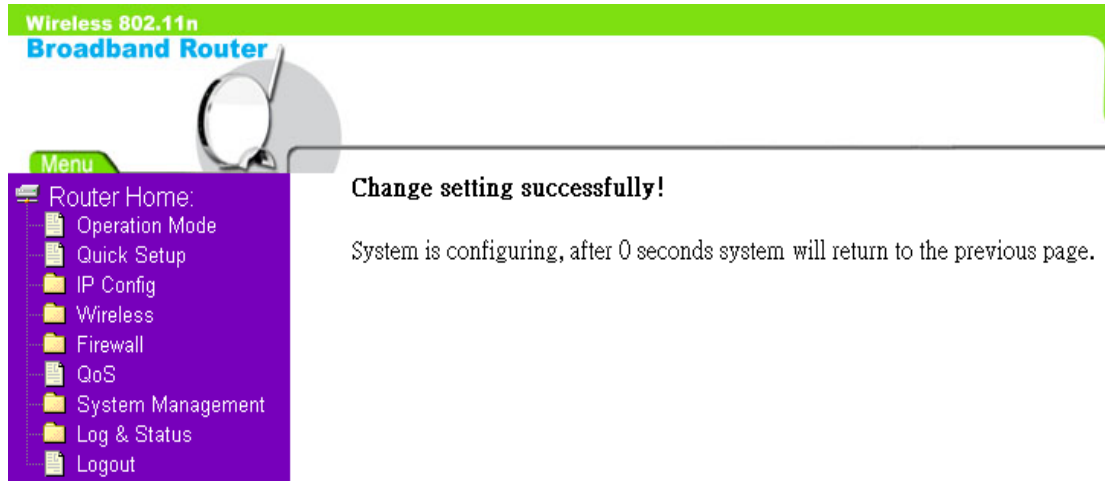 Wireless 802.11n
Broadband Router
Menu
Router Home:
Operation Mode
Quick Setup
IP Config
Wireless
Firewall
QoS
System Management
Log & Status
Logout
Change setting successfully!
System is configuring, after 0 seconds system will return to the previous page.